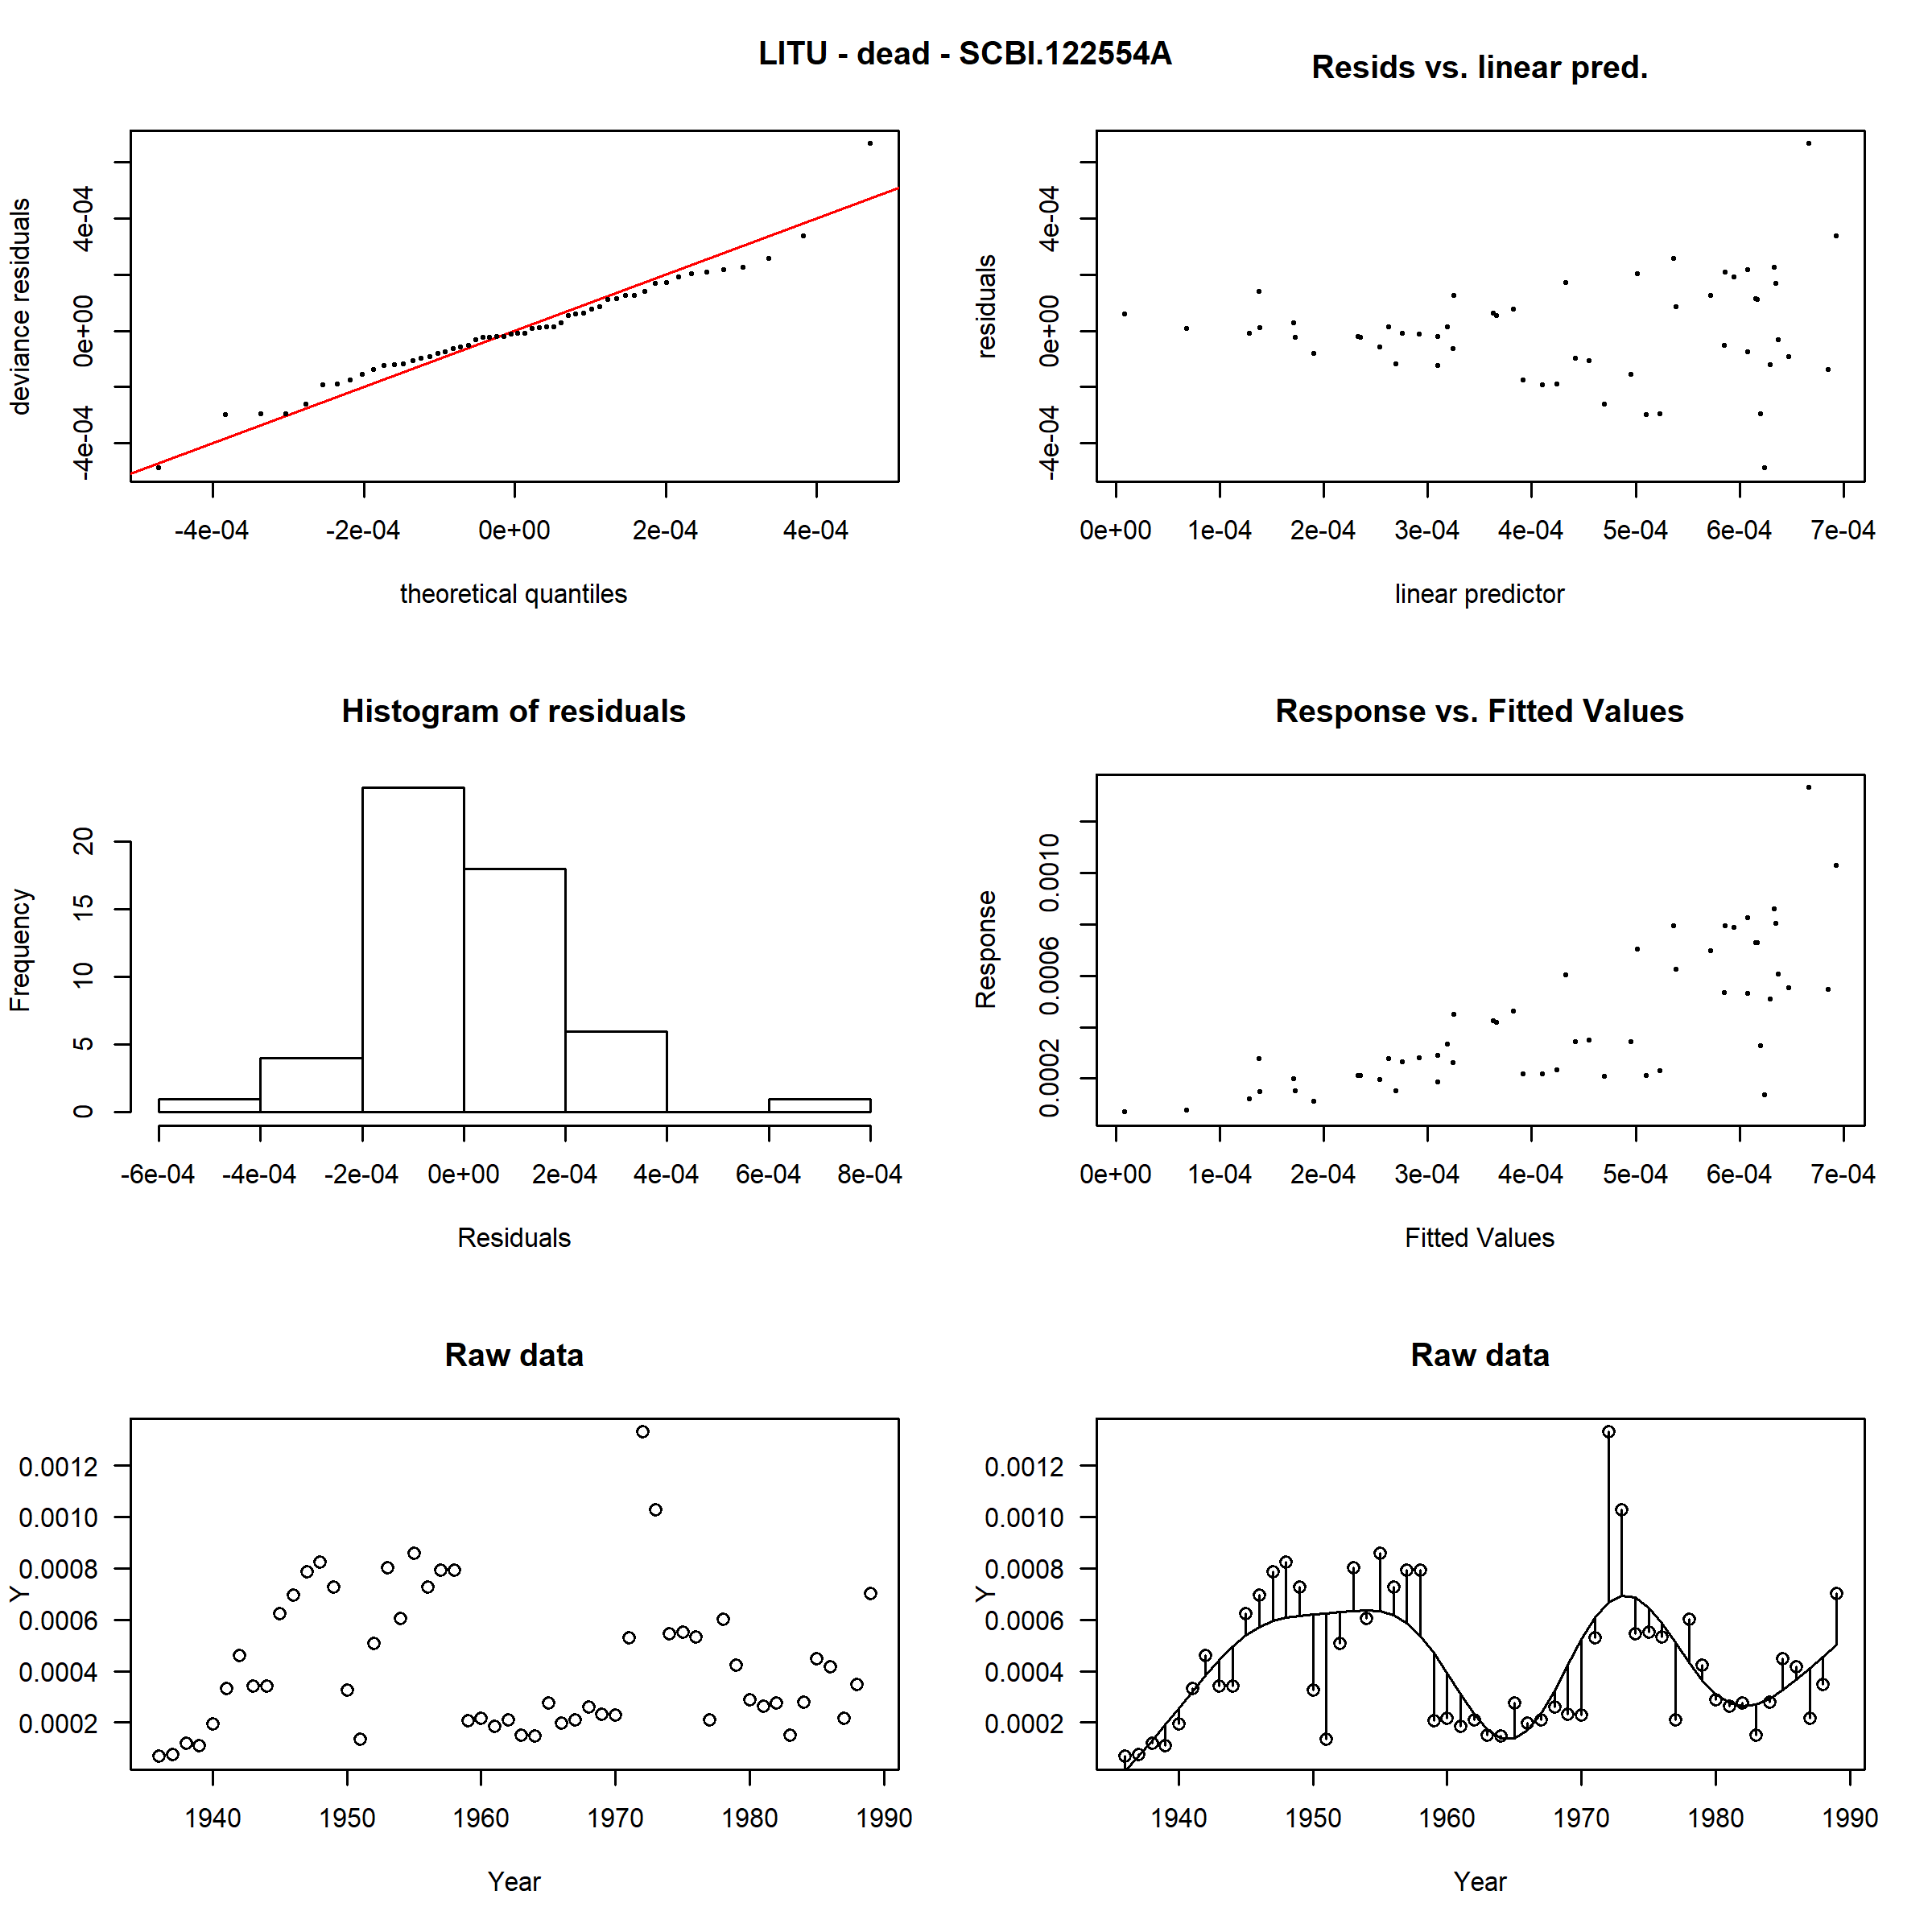 LITU - dead - SCBI.122554A
Resids vs. linear pred.
deviance residuals
-4e-04 0e+00 4e-04
-4e-04 -2e-04 0e+00 2e-04 4e-04
theoretical quantiles
residuals
-4e-04 0e+00 4e-04
0e+00 1e-04 2e-04 3e-04 4e-04 5e-04 6e-04 7e-04
linear predictor
Histogram of residuals
Frequency
0 5 10 15 20
-6e-04 -4e-04 -2e-04 0e+00 2e-04 4e-04 6e-04 8e-04
Residuals
Response vs. Fitted Values
Response
0.0002 0.0006 0.0010
0e+00 1e-04 2e-04 3e-04 4e-04 5e-04 6e-04 7e-04
Fitted Values
Raw data
Y
0.0012
0.0010
0.0008
0.0006
0.0004
0.0002
1940 1950 1960 1970 1980 1990
Year
Raw data
Y
0.0012
0.0010
0.0008
0.0006
0.0004
0.0002
1940 1950 1960 1970 1980 1990
Year